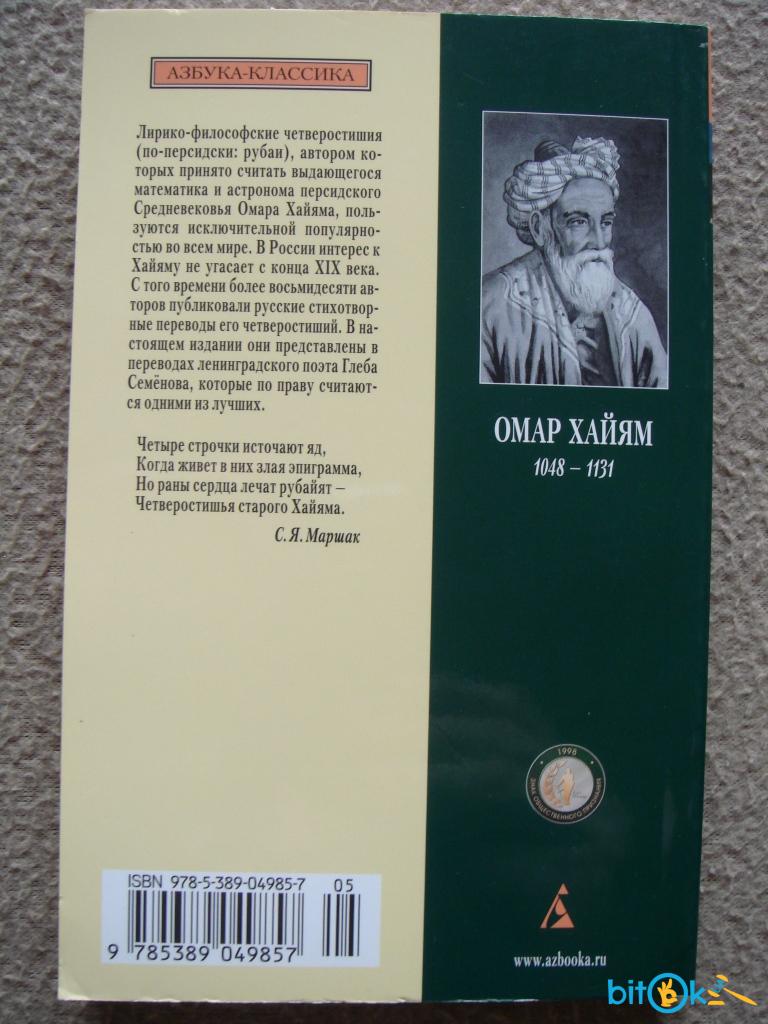 АЗБУКА-КЛАССИКА
Лирико-философские четверостишия
(по-персидски: рубаи), автором ко-
торых принято считать выдающегося
математика и астронома персидского
Средневековья Омара Хайяма, поль-
зуются исключительной популярно-
стью во всем мире. В России интерес к
Хайяму не угасает с конца XIX века.
С того времени более восьмидесяти ав-
торов публиковали русские стихотвор-
ные переводы его четверостиший. В на-
стоящем издании они представлены в
переводах ленинградского поэта Глеба
Семёнова, которые по праву считают-
ся одними из лучших.
Четыре строчки источают яд,
Когда живет в них злая эпиграмма,
Но раны сердца лечат рубайят –
Четверостишья старого Хайяма.
С. Я. Маршак
ОМАР ХАЙЯМ
1048 – 1131
1998
ЗНАК ОБЩЕСТВЕННОГО ПРИЗНАНИЯ
ISBN 978-5-389-04985-7 05
9 785389 049857
www.azbooka.ru
bitok